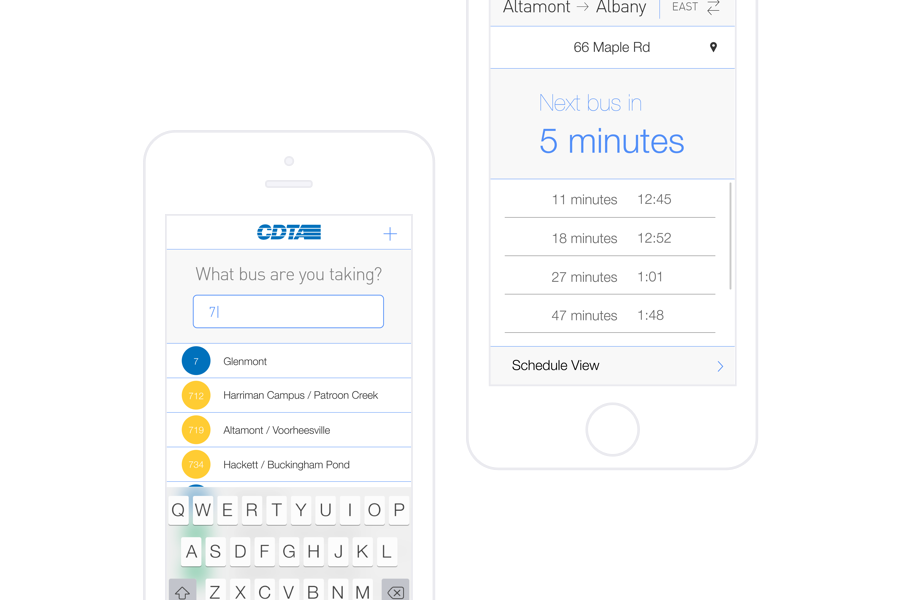 CDTA
+
What bus are you taking?
7
7 Glenmont
712 Harriman Campus / Patroon Creek
719 Altamont / Voorheesville
734 Hackett / Buckingham Pond
Q W E R T Y U I O P
A S D F G H J K L
Z X C V B N M
Altamont → Albany EAST
66 Maple Rd
Next bus in
5 minutes
11 minutes 12:45
18 minutes 12:52
27 minutes 1:01
47 minutes 1:48
Schedule View